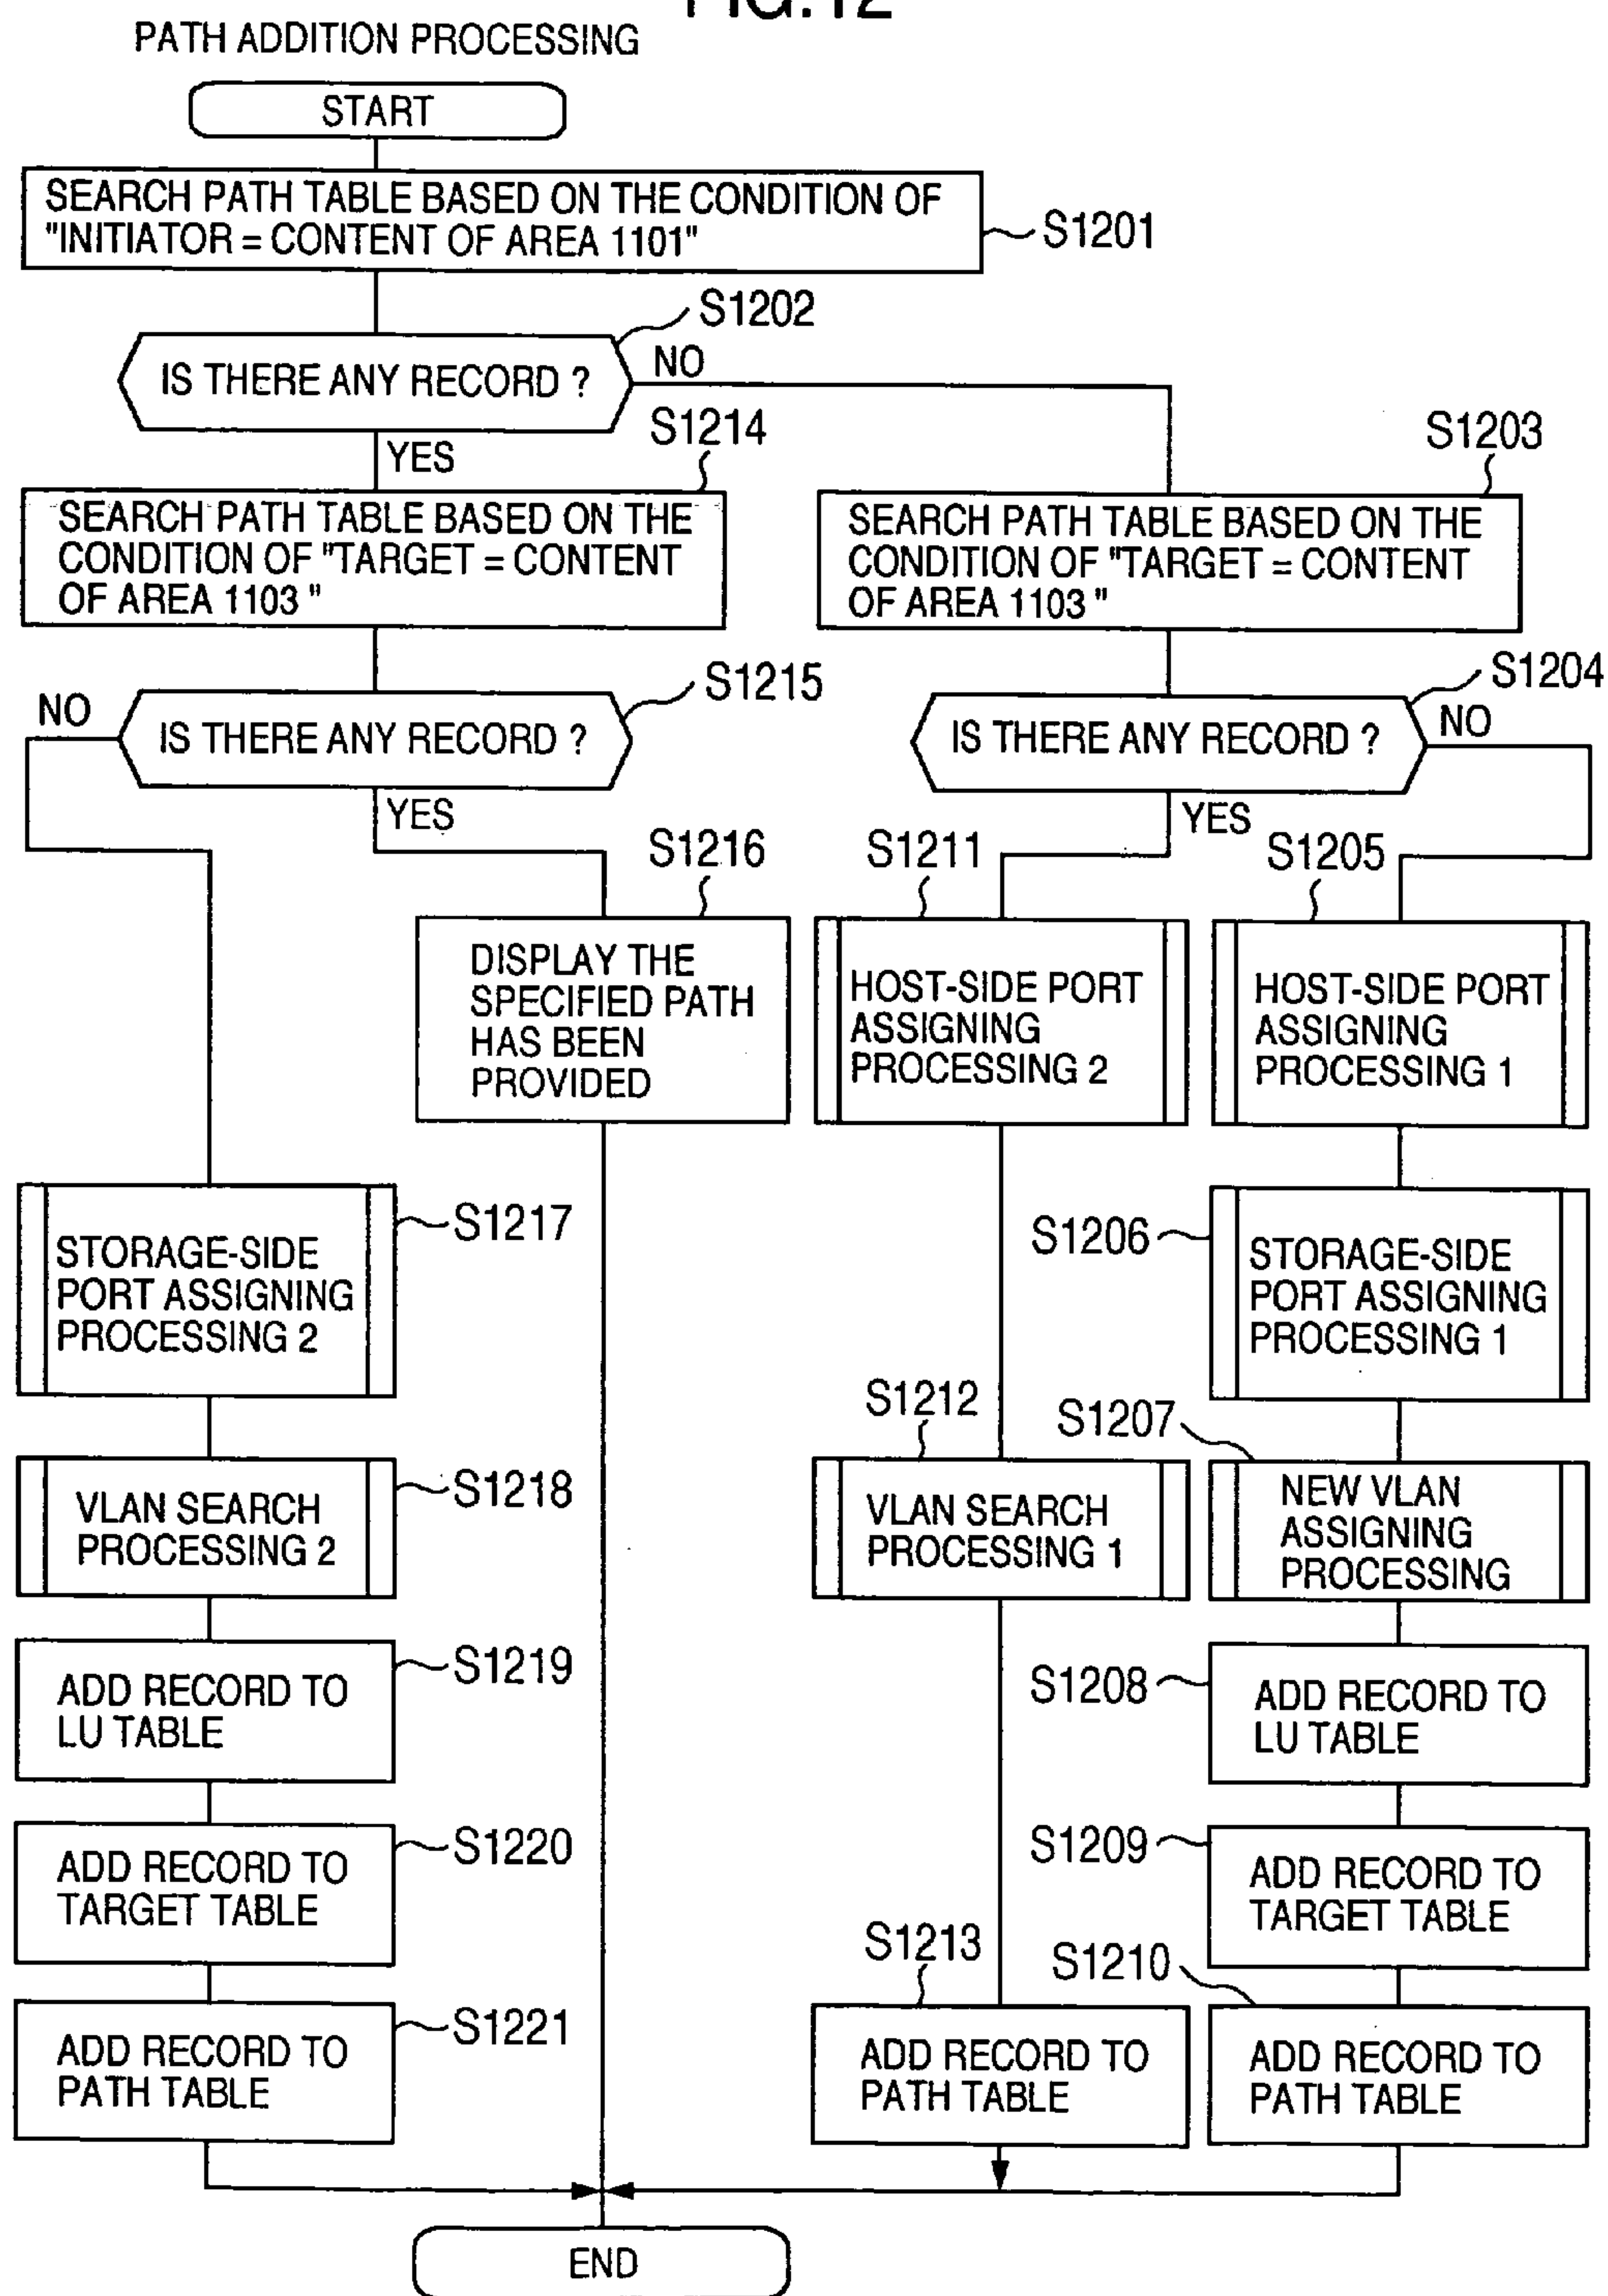 FIG.12
PATH ADDITION PROCESSING
START
SEARCH PATH TABLE BASED ON THE CONDITION OF
"INITIATOR = CONTENT OF AREA 1101"
S1201
S1202
IS THERE ANY RECORD ?
NO
YES
S1214
SEARCH PATH TABLE BASED ON THE
CONDITION OF "TARGET = CONTENT
OF AREA 1103 "
S1203
SEARCH PATH TABLE BASED ON THE
CONDITION OF "TARGET = CONTENT
OF AREA 1103 "
S1215
NO
IS THERE ANY RECORD ?
YES
S1204
IS THERE ANY RECORD ?
NO
YES
S1216
DISPLAY THE
SPECIFIED PATH
HAS BEEN
PROVIDED
S1211
HOST-SIDE PORT
ASSIGNING
PROCESSING 2
S1205
HOST-SIDE PORT
ASSIGNING
PROCESSING 1
STORAGE-SIDE
PORT ASSIGNING
PROCESSING 2
S1217
S1206
STORAGE-SIDE
PORT ASSIGNING
PROCESSING 1
VLAN SEARCH
PROCESSING 2
S1218
S1212
VLAN SEARCH
PROCESSING 1
S1207
NEW VLAN
ASSIGNING
PROCESSING
ADD RECORD TO
LU TABLE
S1219
S1208
ADD RECORD TO
LU TABLE
ADD RECORD TO
TARGET TABLE
S1220
S1209
ADD RECORD TO
TARGET TABLE
ADD RECORD TO
PATH TABLE
S1221
S1213
ADD RECORD TO
PATH TABLE
S1210
ADD RECORD TO
PATH TABLE
END